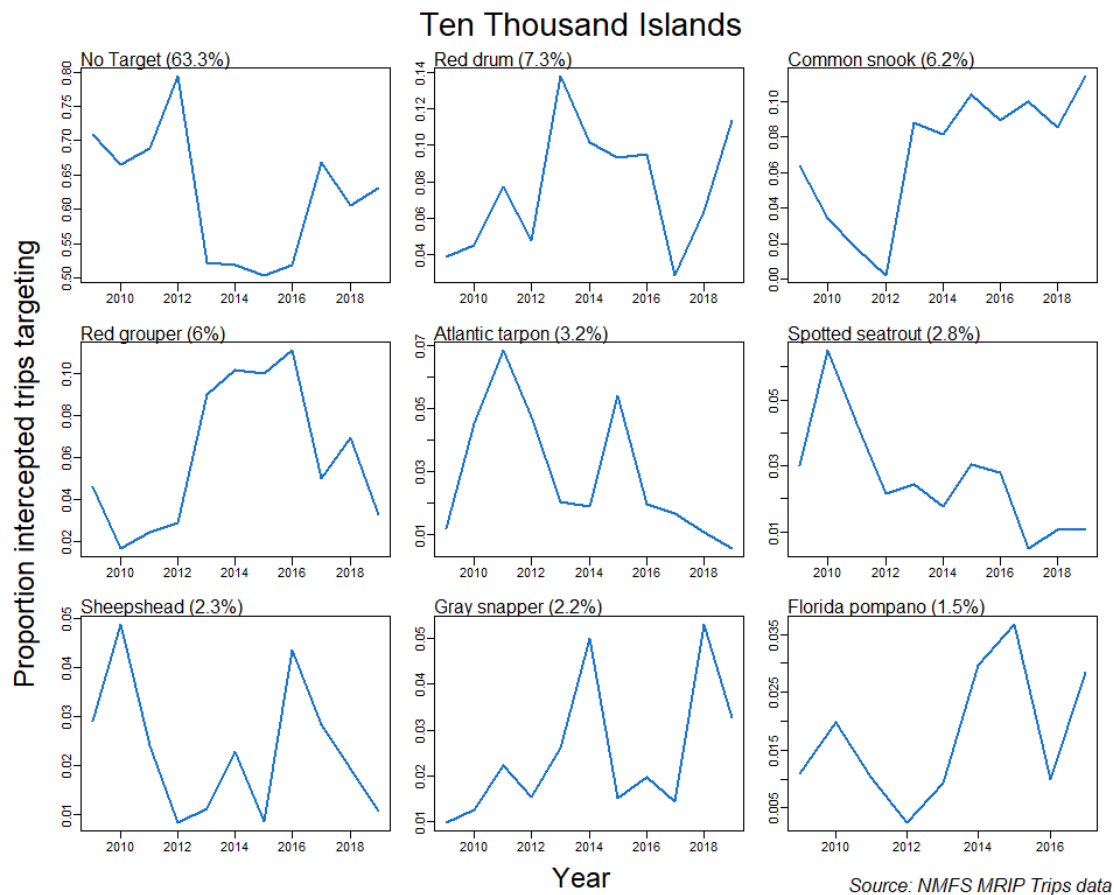 Ten Thousand Islands
Proportion intercepted trips targeting
No Target (63.3%)
0.50 0.55 0.60 0.65 0.70 0.75 0.80
2010 2012 2014 2016 2018
Red drum (7.3%)
0.04 0.06 0.08 0.10 0.12 0.14
2010 2012 2014 2016 2018
Common snook (6.2%)
0.00 0.02 0.04 0.06 0.08 0.10
2010 2012 2014 2016 2018
Red grouper (6%)
0.02 0.04 0.06 0.08 0.10
2010 2012 2014 2016 2018
Atlantic tarpon (3.2%)
0.01 0.03 0.05 0.07
2010 2012 2014 2016 2018
Spotted seatrout (2.8%)
0.01 0.03 0.05
2010 2012 2014 2016 2018
Sheepshead (2.3%)
0.01 0.02 0.03 0.04 0.05
2010 2012 2014 2016 2018
Gray snapper (2.2%)
0.01 0.02 0.03 0.04 0.05
2010 2012 2014 2016 2018
Florida pompano (1.5%)
0.005 0.015 0.025 0.035
2010 2012 2014 2016
Year
Source: NMFS MRIP Trips data